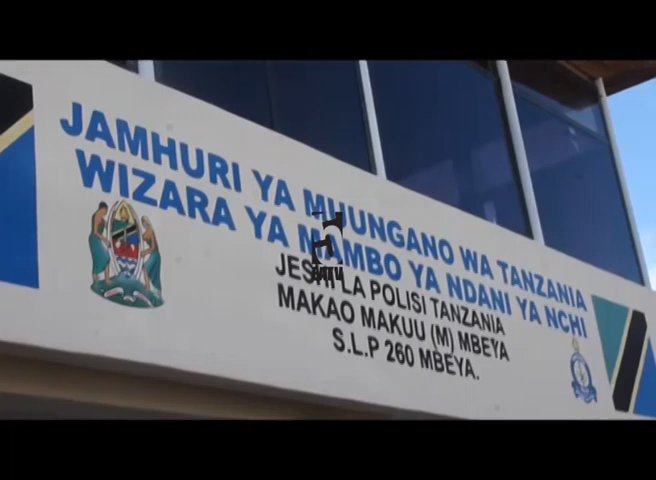 JAMHURI YA MHUNGANO WA TANZANIA
WIZARA YA MAMBO YA NDANI YA NCHI
JESHI LA POLISI TANZANIA
MAKAO MAKUU (M) MBEYA
S.L.P 260 MBEYA.